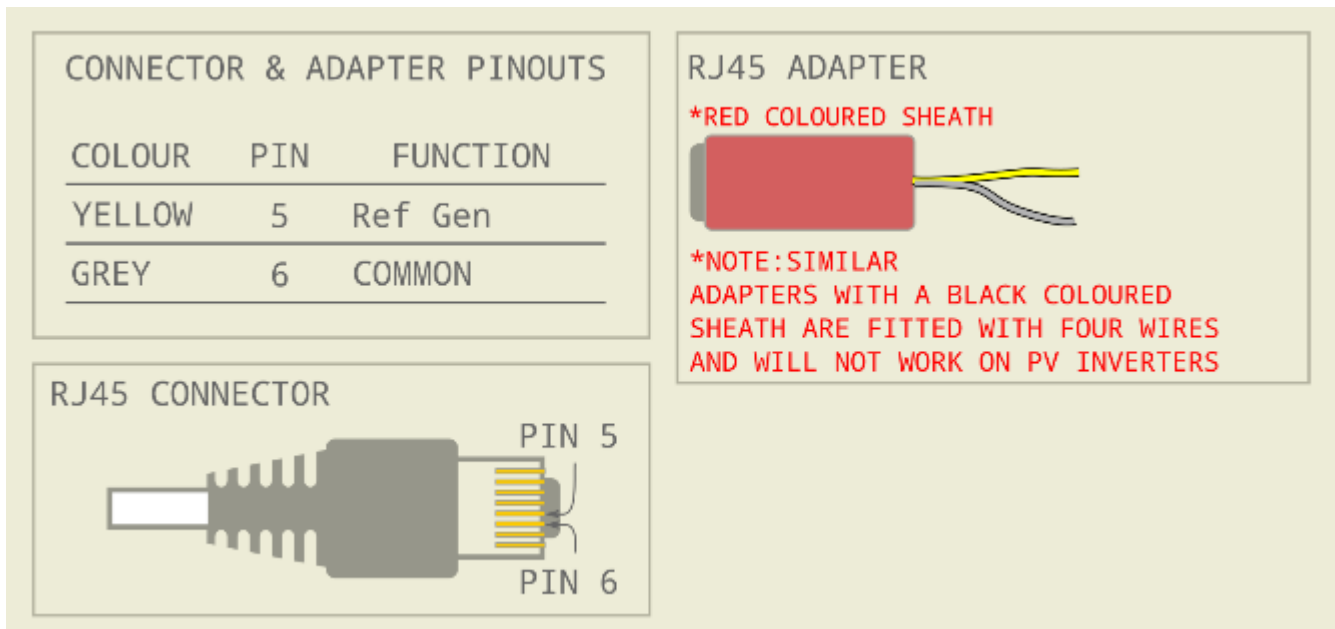 CONNECTOR & ADAPTER PINOUTS
COLOUR PIN FUNCTION
YELLOW 5 Ref Gen
GREY 6 COMMON
RJ45 CONNECTOR
PIN 5
PIN 6
RJ45 ADAPTER
*RED COLOURED SHEATH
*NOTE:SIMILAR
ADAPTERS WITH A BLACK COLOURED
SHEATH ARE FITTED WITH FOUR WIRES
AND WILL NOT WORK ON PV INVERTERS